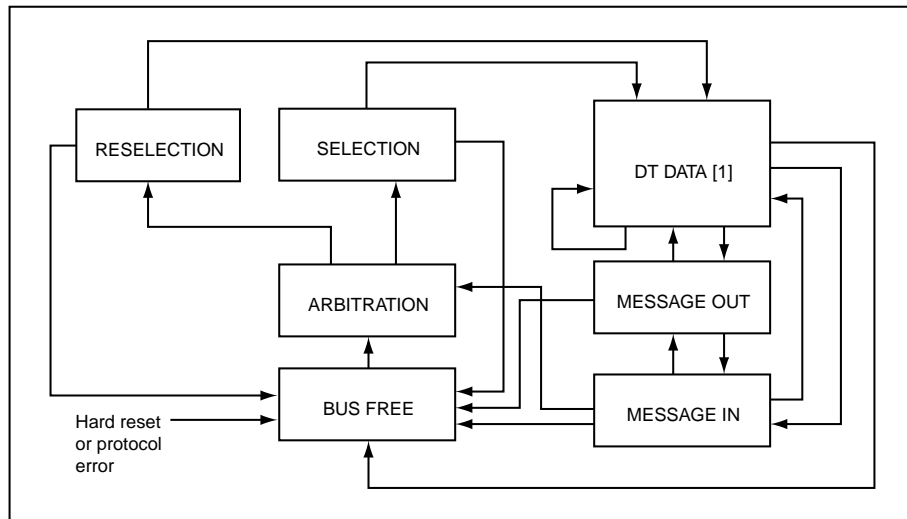 RESELECTION
SELECTION
DT DATA [1]
ARBITRATION
MESSAGE OUT
BUS FREE
MESSAGE IN
Hard reset
or protocol
error